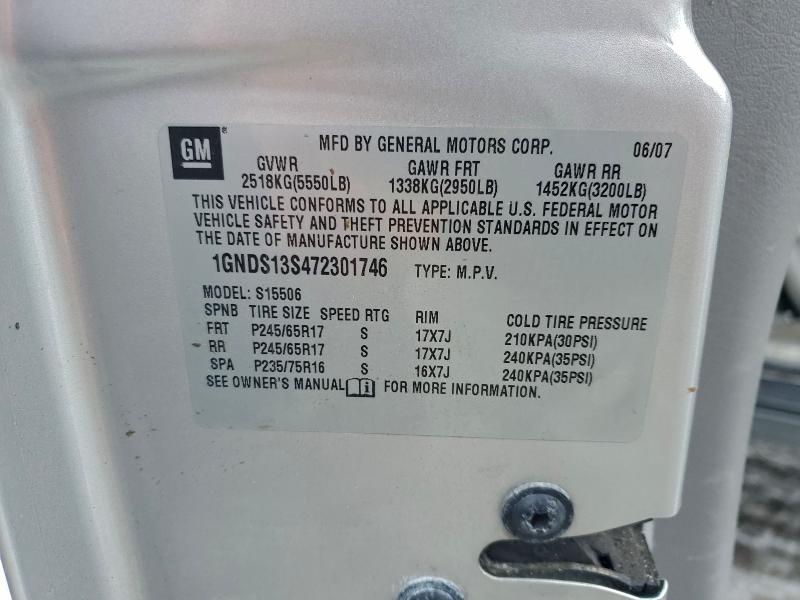 GM® MFD BY GENERAL MOTORS CORP. 06/07
GVWR GAWR FRT GAWR RR
2518KG(5550LB) 1338KG(2950LB) 1452KG(3200LB)
THIS VEHICLE CONFORMS TO ALL APPLICABLE U.S. FEDERAL MOTOR
VEHICLE SAFETY AND THEFT PREVENTION STANDARDS IN EFFECT ON
THE DATE OF MANUFACTURE SHOWN ABOVE.
1GNDS13S472301746 TYPE: M.P.V.
MODEL: S15506
SPNB TIRE SIZE SPEED RTG RIM COLD TIRE PRESSURE
FRT P245/65R17 S 17X7J 210KPA(30PSI)
RR P245/65R17 S 17X7J 240KPA(35PSI)
SPA P235/75R16 S 16X7J 240KPA(35PSI)
SEE OWNER'S MANUAL FOR MORE INFORMATION.